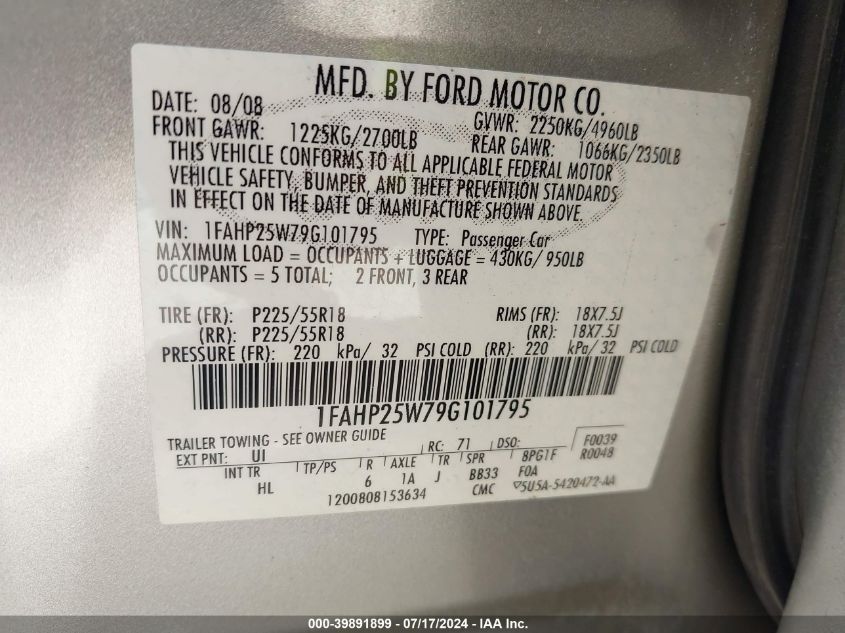 MFD. BY FORD MOTOR CO.
DATE: 08/08 GVWR: 2250KG/4960LB
FRONT GAWR: 1225KG/2700LB REAR GAWR: 1066KG/2350LB
THIS VEHICLE CONFORMS TO ALL APPLICABLE FEDERAL MOTOR
VEHICLE SAFETY, BUMPER, AND THEFT PREVENTION STANDARDS
IN EFFECT ON THE DATE OF MANUFACTURE SHOWN ABOVE.
VIN: 1FAHP25W79G101795 TYPE: Passenger Car
MAXIMUM LOAD = OCCUPANTS + LUGGAGE = 430KG/ 950LB
OCCUPANTS = 5 TOTAL; 2 FRONT, 3 REAR
TIRE (FR): P225/55R18 RIMS (FR): 18X7.5J
(RR): P225/55R18 (RR): 18X7.5J
PRESSURE (FR): 220 kPa/ 32 PSI COLD (RR): 220 kPa/ 32 PSI COLD
1FAHP25W79G101795
TRAILER TOWING - SEE OWNER GUIDE
EXT PNT: UI RC: 71 DSO: F0039
INT TR TP/PS R AXLE TR SPR 8PG1F R0048
HL 6 1A J BB33 F0A
1200808153634 CMC ▽5U5A-5420472-AA
000-39891899 / 07/17/2024 - IAA Inc.